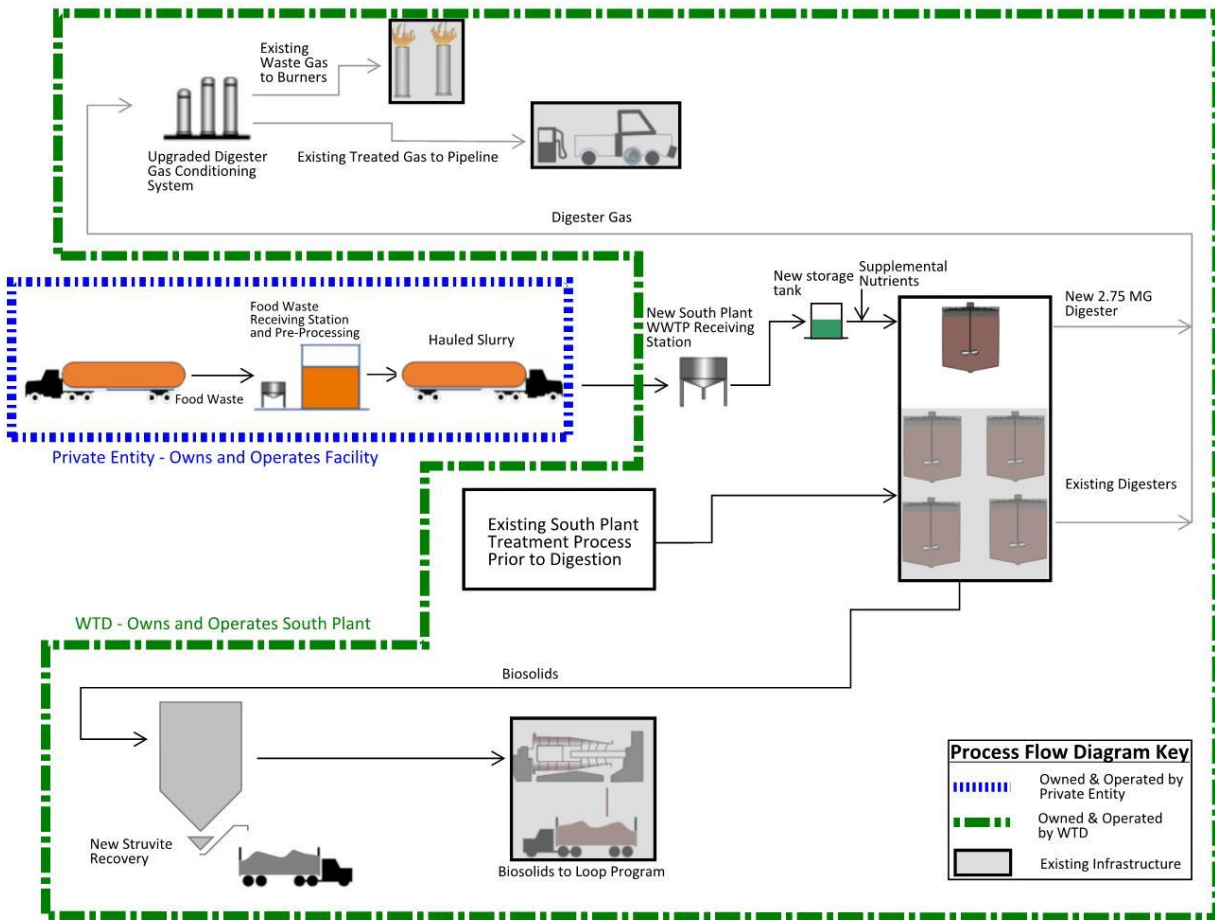 Existing
Waste Gas
to Burners
Upgraded Digester
Gas Conditioning
System
Existing Treated Gas to Pipeline
Digester Gas
Food Waste
Receiving Station
and Pre-Processing
Food Waste
Hauled Slurry
Private Entity - Owns and Operates Facility
New South Plant
WWTP Receiving
Station
New storage
tank
Supplemental
Nutrients
New 2.75 MG
Digester
Existing Digesters
Existing South Plant
Treatment Process
Prior to Digestion
WTD - Owns and Operates South Plant
Biosolids
New Struvite
Recovery
Biosolids to Loop Program
Process Flow Diagram Key
Owned & Operated by
Private Entity
Owned & Operated
by WTD
Existing Infrastructure